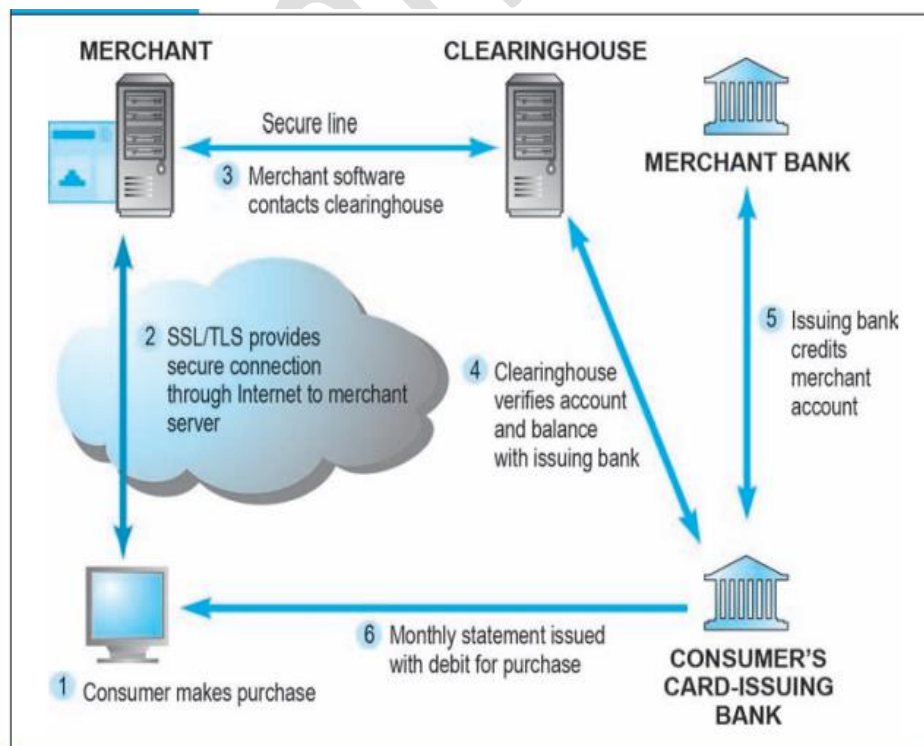 MERCHANT
CLEARINGHOUSE
Secure line
3 Merchant software
contacts clearinghouse
MERCHANT BANK
2 SSL/TLS provides
secure connection
through Internet to merchant
server
4 Clearinghouse
verifies account
and balance
with issuing bank
5 Issuing bank
credits
merchant
account
6 Monthly statement issued
with debit for purchase
1 Consumer makes purchase
CONSUMER'S
CARD-ISSUING
BANK